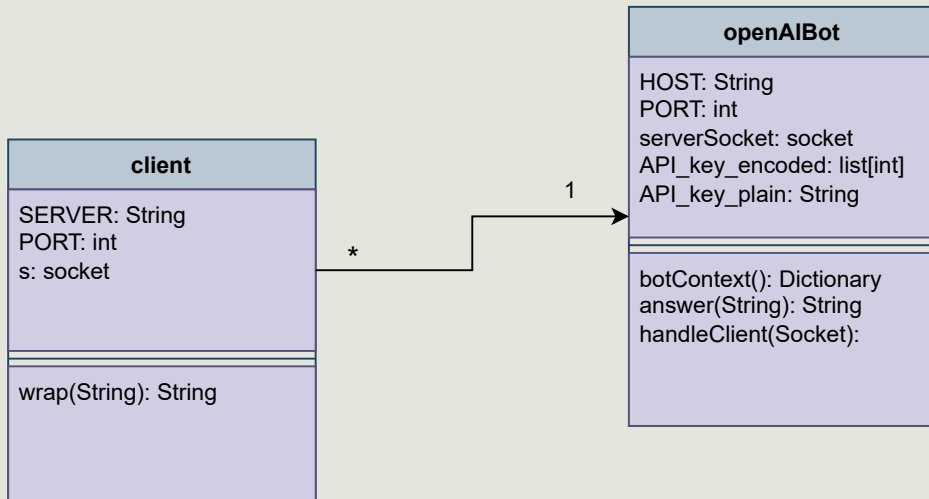 openAIBot
HOST: String
PORT: int
serverSocket: socket
API_key_encoded: list[int]
API_key_plain: String
botContext(): Dictionary
answer(String): String
handleClient(Socket):
client
SERVER: String
PORT: int
s: socket
wrap(String): String
*
1